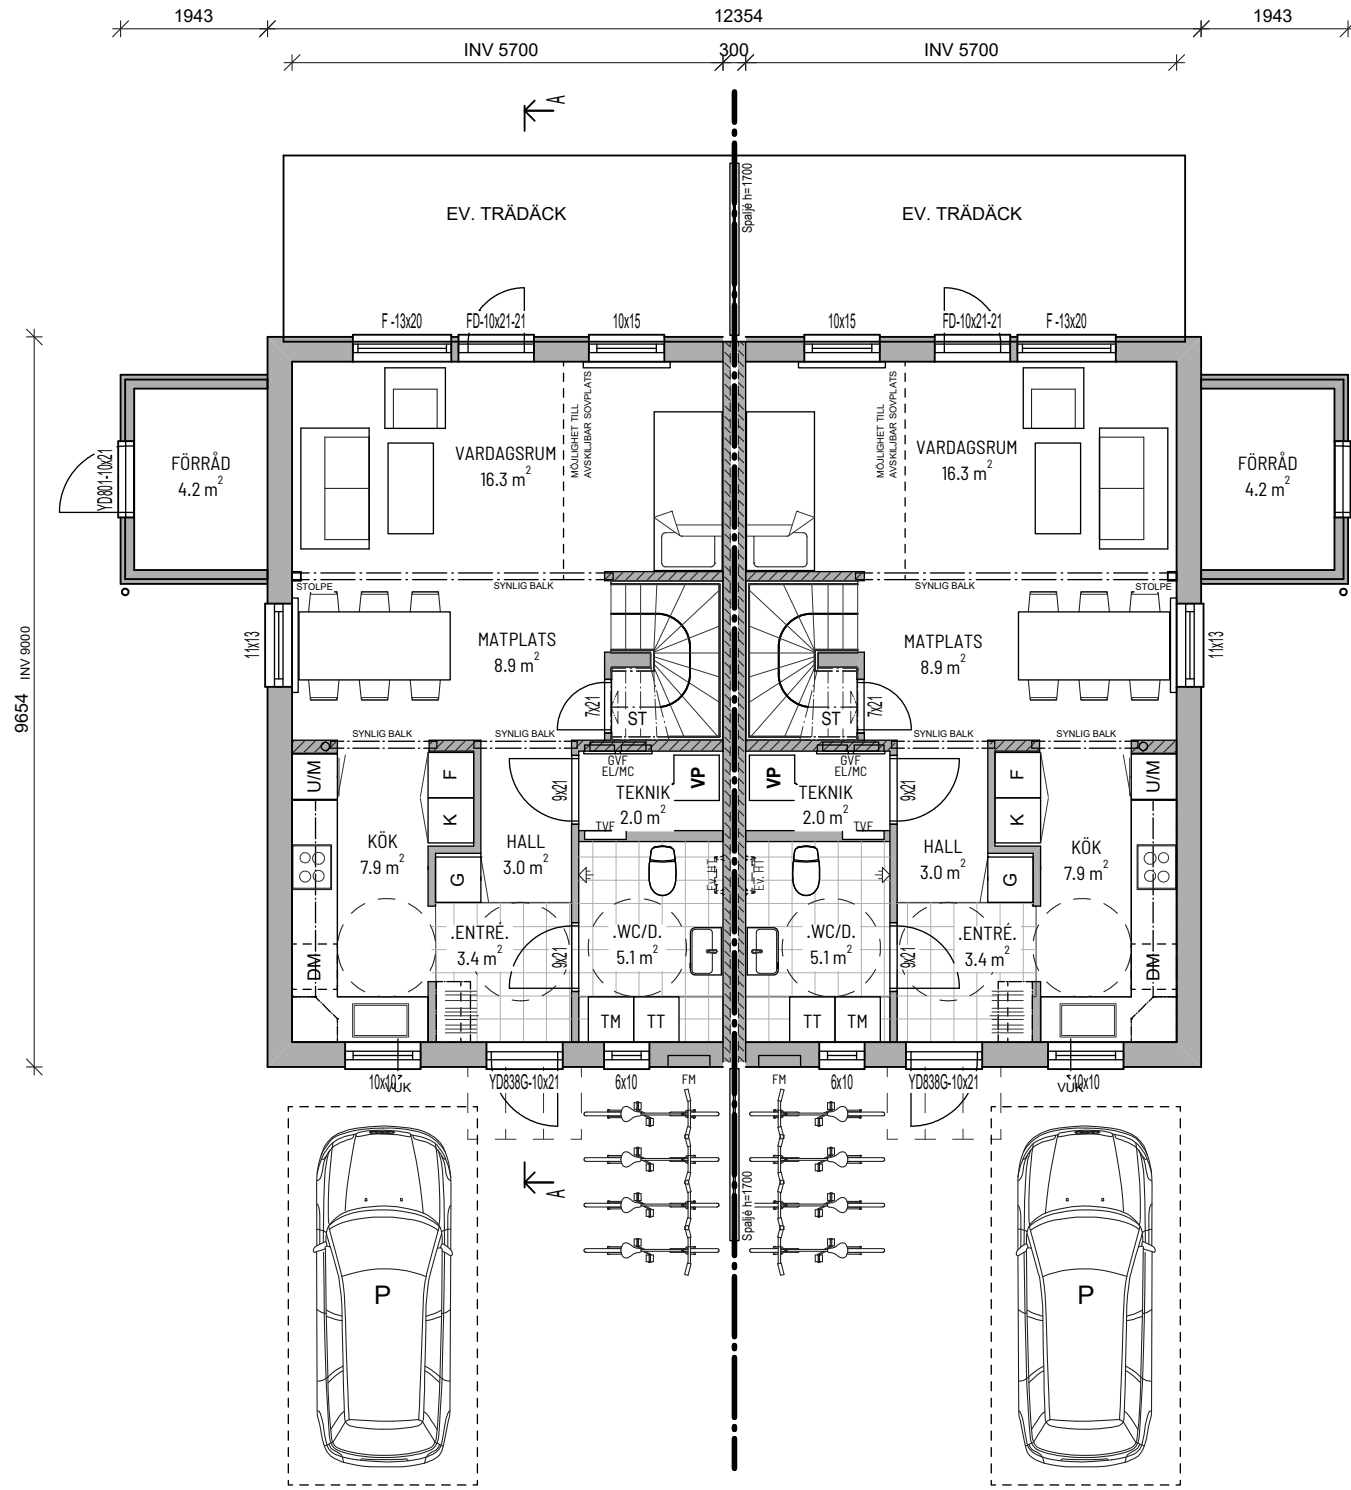 1943
12354
1943
INV 5700
300
INV 5700
A
Spaljé h=1700
EV. TRÄDÄCK
EV. TRÄDÄCK
F -13x20
FD-10x21-21
10x15
10x15
FD-10x21-21
F -13x20
MÖJLIGHET TILL
AVSKILJBAR SOVPLATS
MÖJLIGHET TILL
AVSKILJBAR SOVPLATS
YD801-10x21
FÖRRÅD
4.2 m²
VARDAGSRUM
16.3 m²
VARDAGSRUM
16.3 m²
FÖRRÅD
4.2 m²
STOLPE
SYNLIG BALK
SYNLIG BALK
STOLPE
9654
INV 9000
11x13
MATPLATS
8.9 m²
MATPLATS
8.9 m²
11x13
7x21
ST
ST
7x21
SYNLIG BALK
SYNLIG BALK
SYNLIG BALK
SYNLIG BALK
U/M
F
K
GVF
EL/MC
VP
VP
GVF
EL/MC
F
K
U/M
9x21
TEKNIK
2.0 m²
TEKNIK
2.0 m²
9x21
TVF
TVF
KÖK
7.9 m²
HALL
3.0 m²
HALL
3.0 m²
KÖK
7.9 m²
G
Ev. HT
Ev. HT
G
DM
.ENTRÉ.
3.4 m²
9x21
.WC/D.
5.1 m²
.WC/D.
5.1 m²
9x21
.ENTRÉ.
3.4 m²
DM
TM
TT
TT
TM
10x10
VUK
YD838G-10x21
6x10
FM
FM
6x10
YD838G-10x21
10x10
VUK
A
Spaljé h=1700
P
P